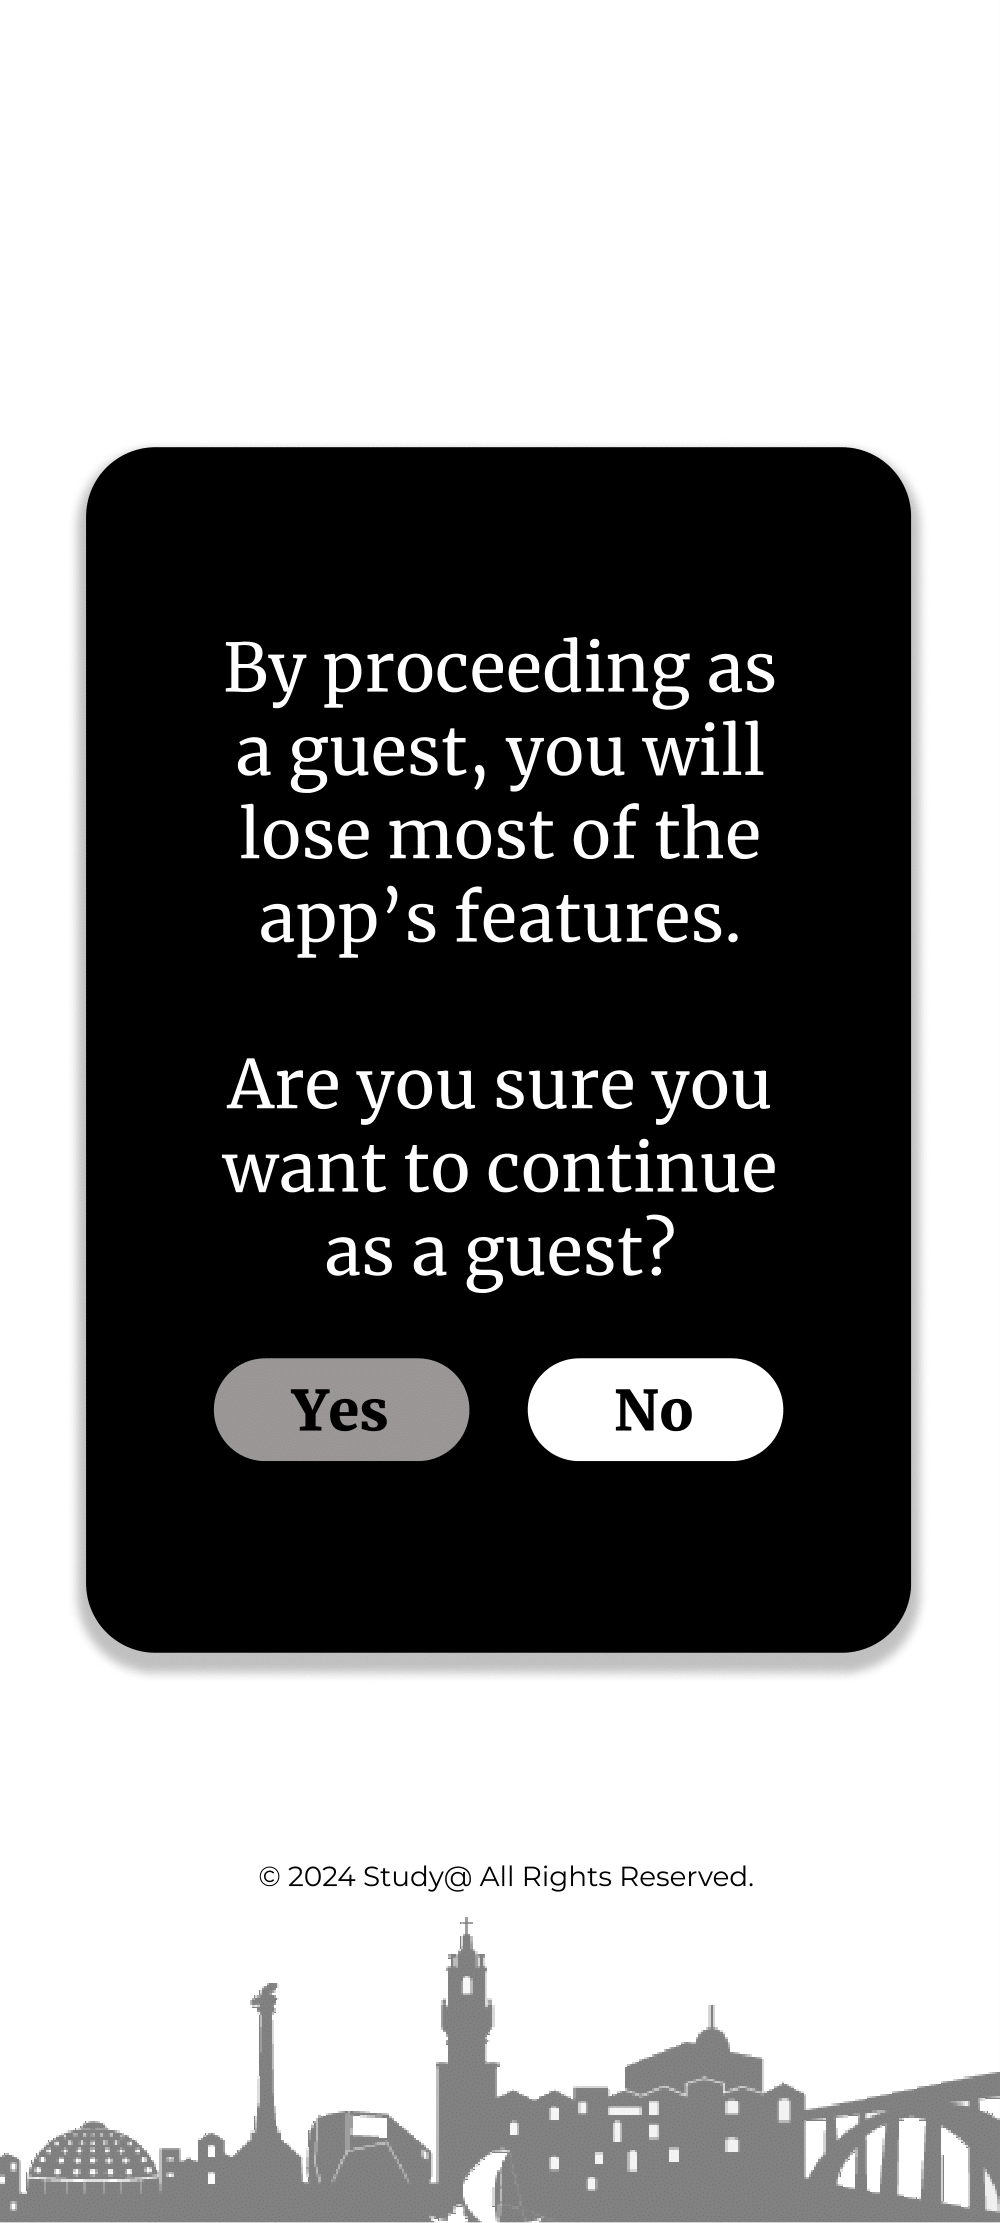 By proceeding as
a guest, you will
lose most of the
app’s features.
Are you sure you
want to continue
as a guest?
Yes No
© 2024 Study@ All Rights Reserved.